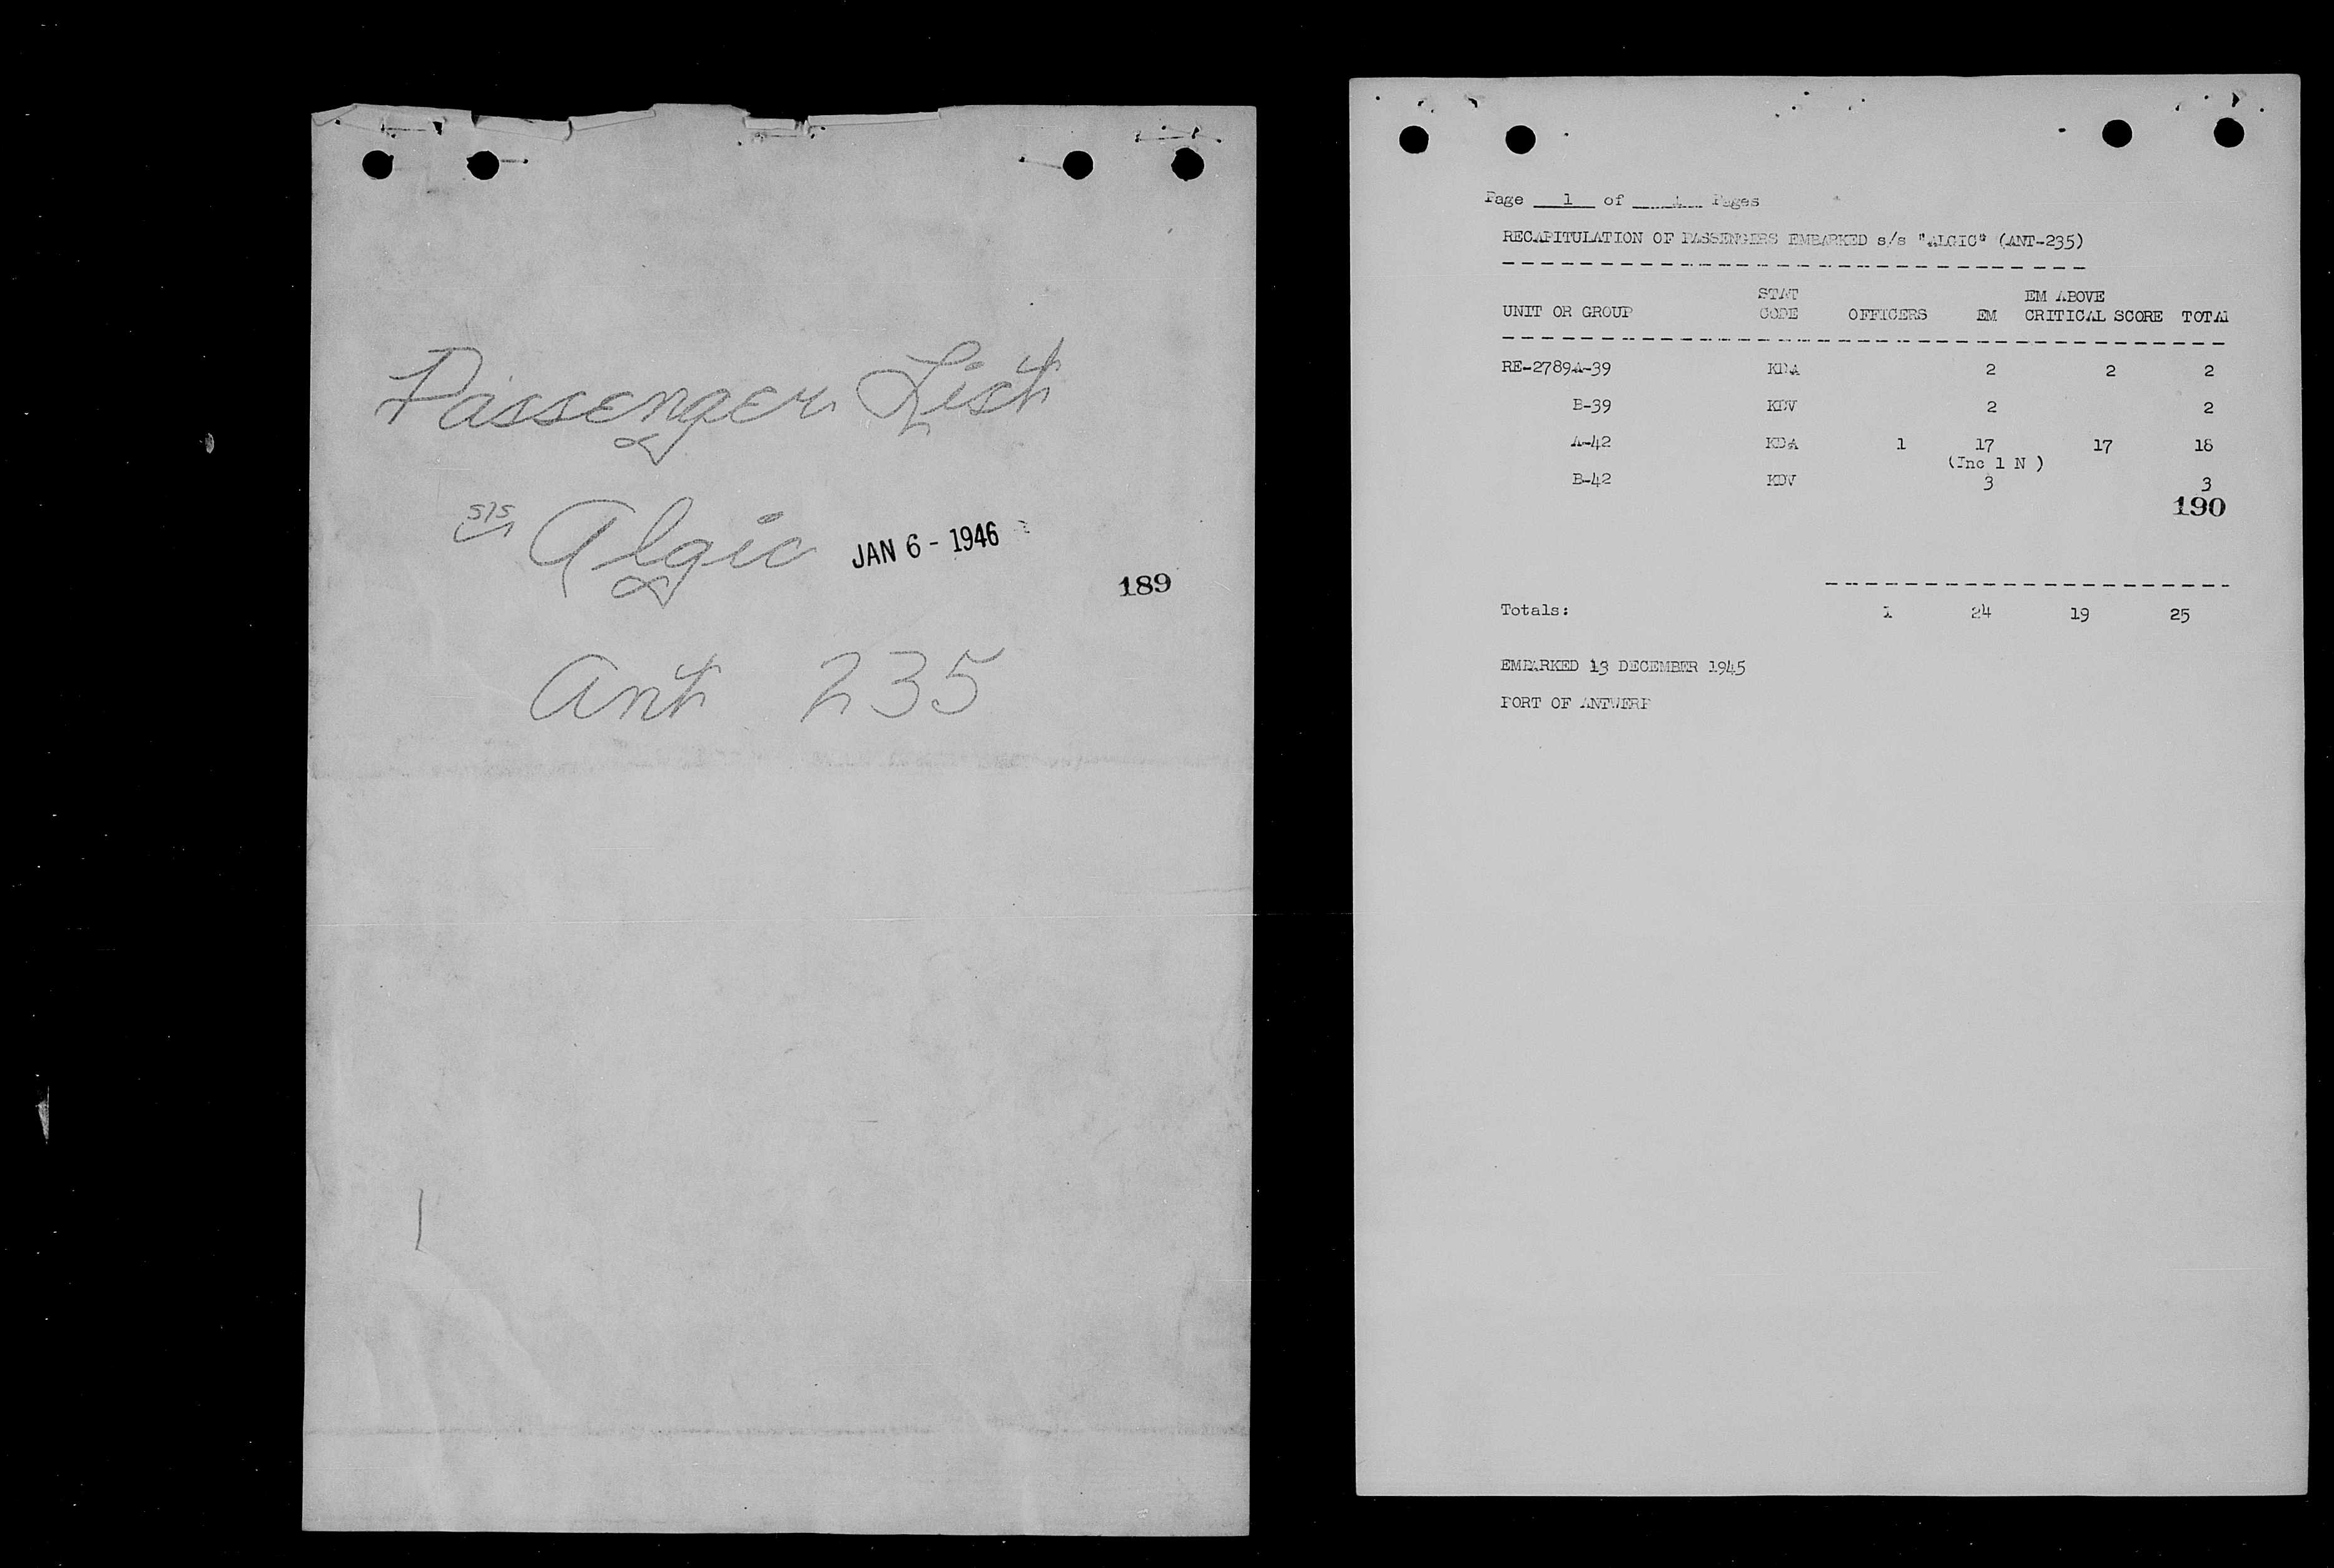 Passenger List
s/s Algic JAN 6 - 1946
189
Ant 235
Page 1 of Pages
RECAPITULATION OF PASSENGERS EMBARKED s/s "ALGIC" (ANT-235)
STAT EM ABOVE
UNIT OR GROUP CODE OFFICERS EM CRITICAL SCORE TOTAL
RE-2789A-39 KDA 2 2 2
B-39 KDV 2 2
A-42 KDA 1 17 17 18
(Inc 1 N )
B-42 KDV 3 3
190
Totals: 1 24 19 25
EMBARKED 13 DECEMBER 1945
PORT OF ANTWERP